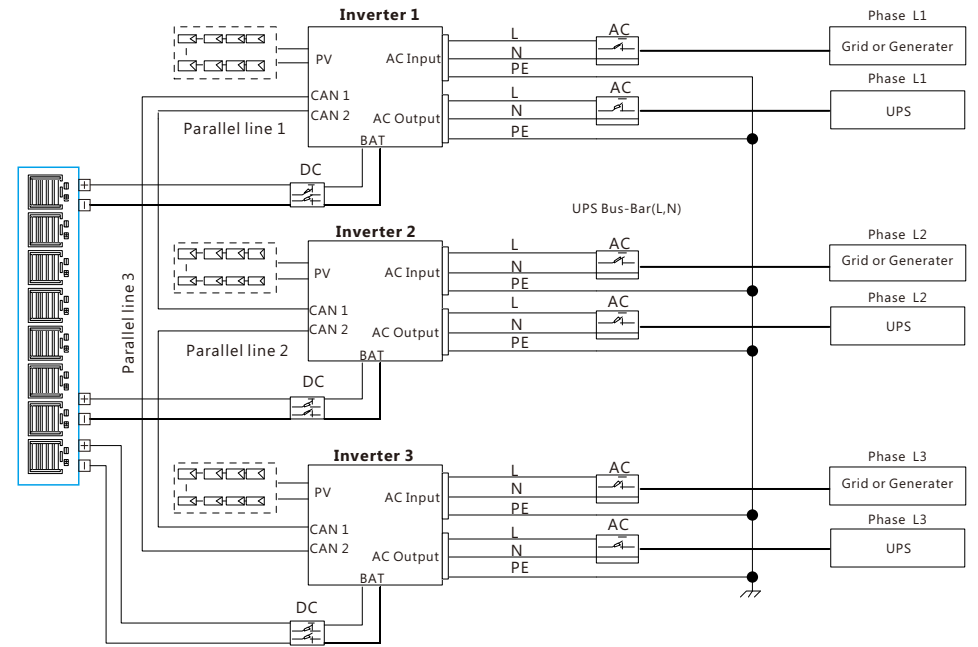 Inverter 1
PV
AC Input
CAN 1
CAN 2
AC Output
BAT
L
N
PE
L
N
PE
AC
AC
Phase L1
Grid or Generater
Phase L1
UPS
Parallel line 1
DC
+
-
UPS Bus-Bar(L,N)
Inverter 2
PV
AC Input
CAN 1
CAN 2
AC Output
BAT
L
N
PE
L
N
PE
AC
AC
Phase L2
Grid or Generater
Phase L2
UPS
Parallel line 3
Parallel line 2
DC
+
-
+
-
Inverter 3
PV
AC Input
CAN 1
CAN 2
AC Output
BAT
L
N
PE
L
N
PE
AC
AC
Phase L3
Grid or Generater
Phase L3
UPS
DC